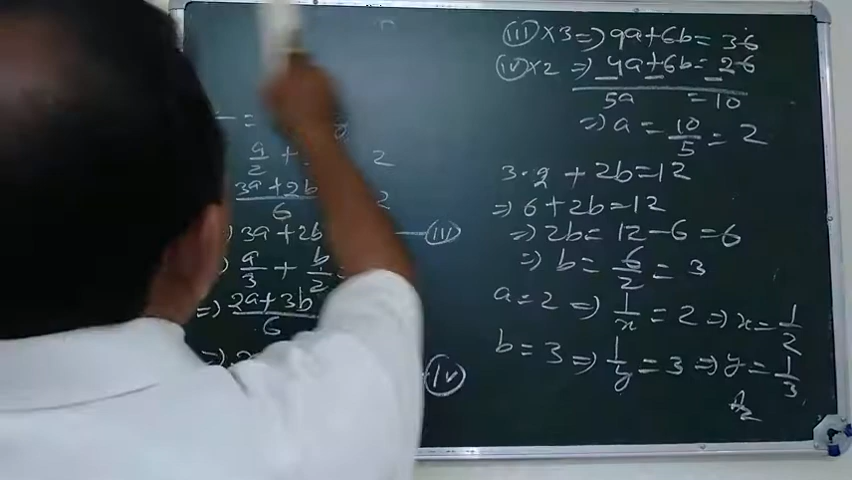 — =
a/2 + 2
3a+2b/6 2
3a+2b —(iii)
a/3 + b/2 =
=> 2a+3b/6
=>
(iv)
(iii)×3=> 9a+6b= 36
(iv)×2 => 4a+6b= 26
5a =10
=> a = 10/5 = 2
3·2 + 2b=12
=> 6+2b=12
=> 2b= 12-6 =6
=> b= 6/2 = 3
a=2 => 1/x = 2 => x= 1/2
b=3 => 1/y = 3 => y= 1/3